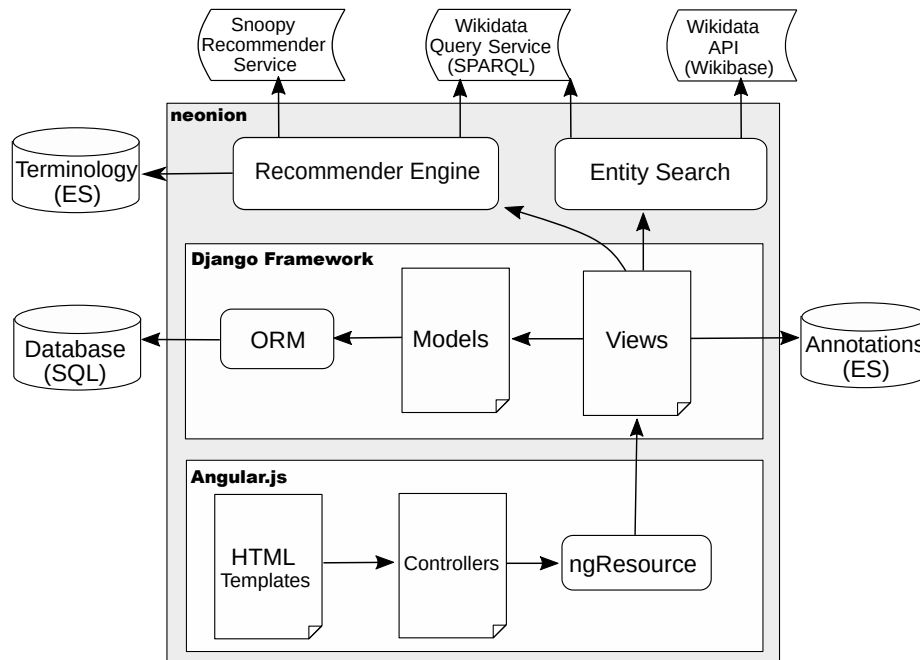 Snoopy
Recommender
Service
Wikidata
Query Service
(SPARQL)
Wikidata
API
(Wikibase)
neonion
Terminology
(ES)
Recommender Engine
Entity Search
Django Framework
Database
(SQL)
ORM
Models
Views
Annotations
(ES)
Angular.js
HTML
Templates
Controllers
ngResource